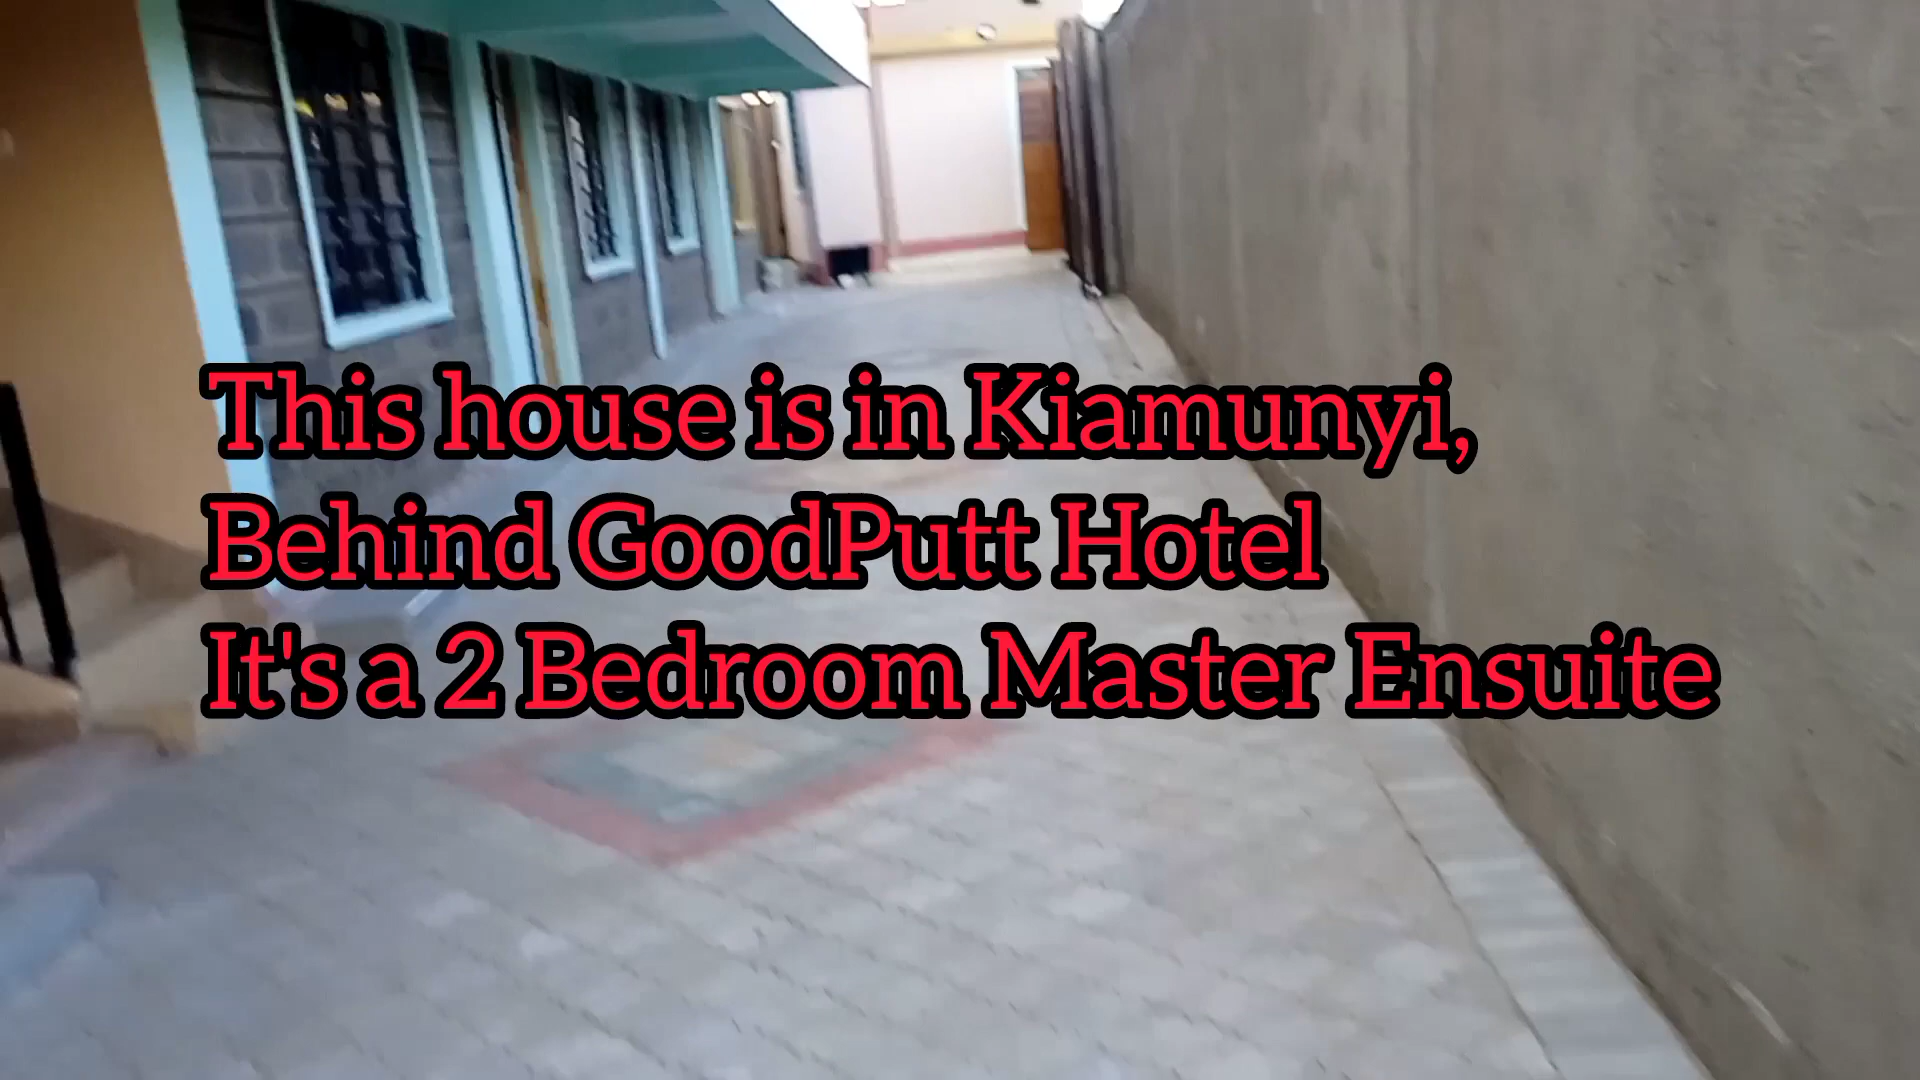 This house is in Kiamunyi,
Behind GoodPutt Hotel
It's a 2 Bedroom Master Ensuite